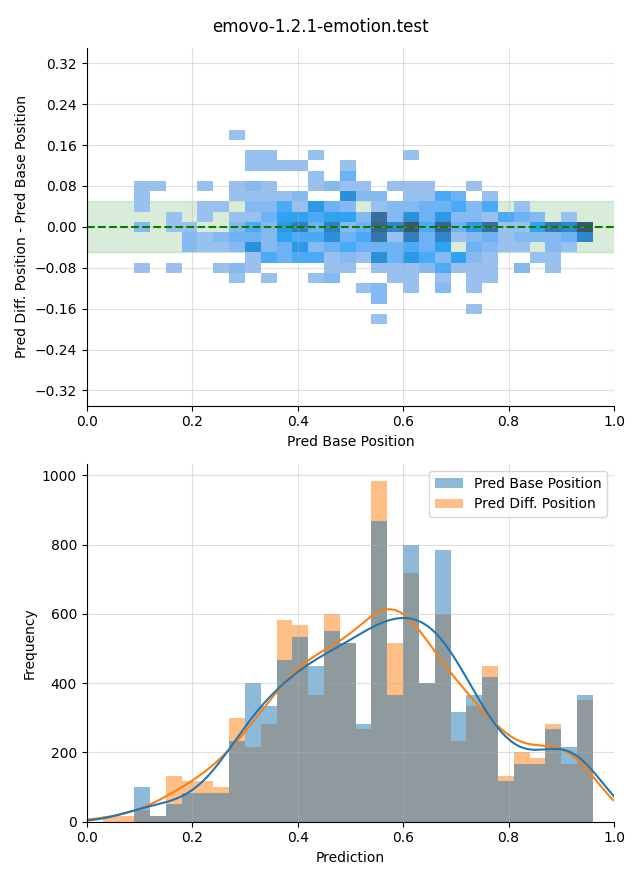 emovo-1.2.1-emotion.test
0.32
0.24
0.16
0.08
0.00
−0.08
−0.16
−0.24
−0.32
Pred Diff. Position - Pred Base Position
0.0 0.2 0.4 0.6 0.8 1.0
Pred Base Position
1000
800
600
400
200
0
Frequency
Pred Base Position
Pred Diff. Position
0.0 0.2 0.4 0.6 0.8 1.0
Prediction